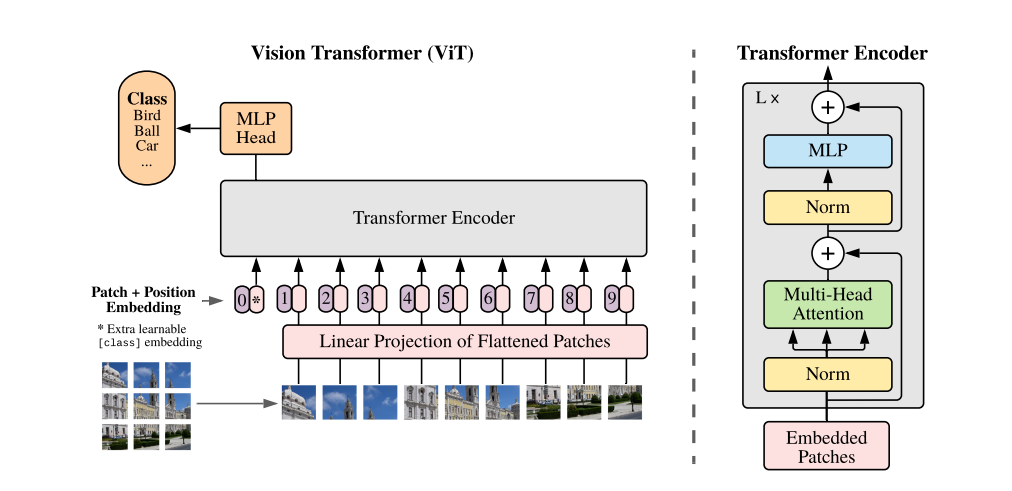 Vision Transformer (ViT)
Class
Bird
Ball
Car
...
MLP
Head
Transformer Encoder
0 * 1 2 3 4 5 6 7 8 9
Patch + Position
Embedding
* Extra learnable
[class] embedding
Linear Projection of Flattened Patches
Transformer Encoder
L x
+
MLP
Norm
+
Multi-Head
Attention
Norm
Embedded
Patches